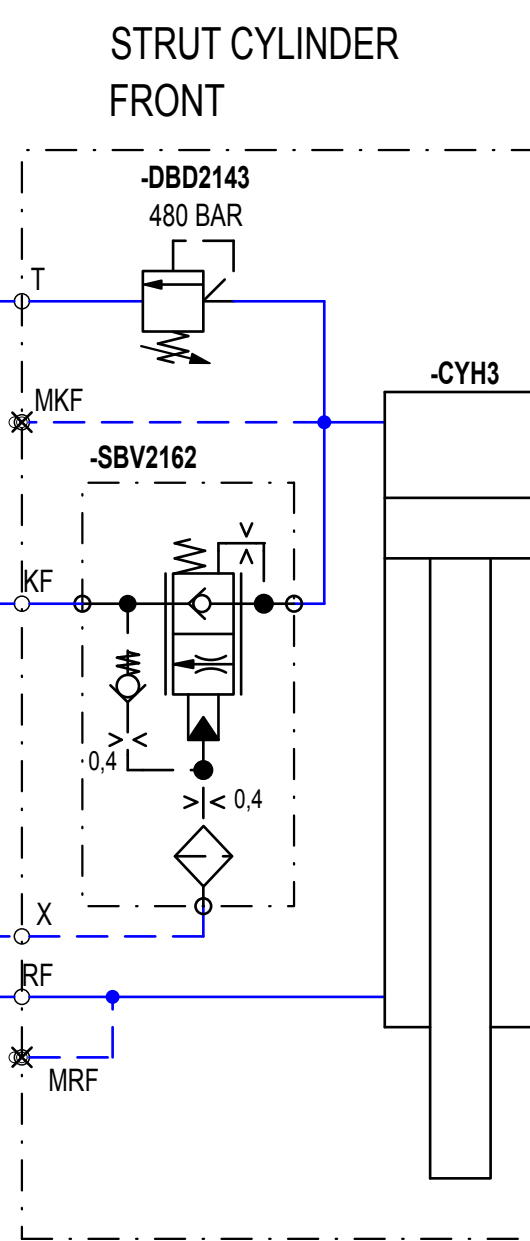 STRUT CYLINDER
FRONT
-DBD2143
480 BAR
T
-CYH3
MKF
-SBV2162
KF
0,4
0,4
X
RF
MRF